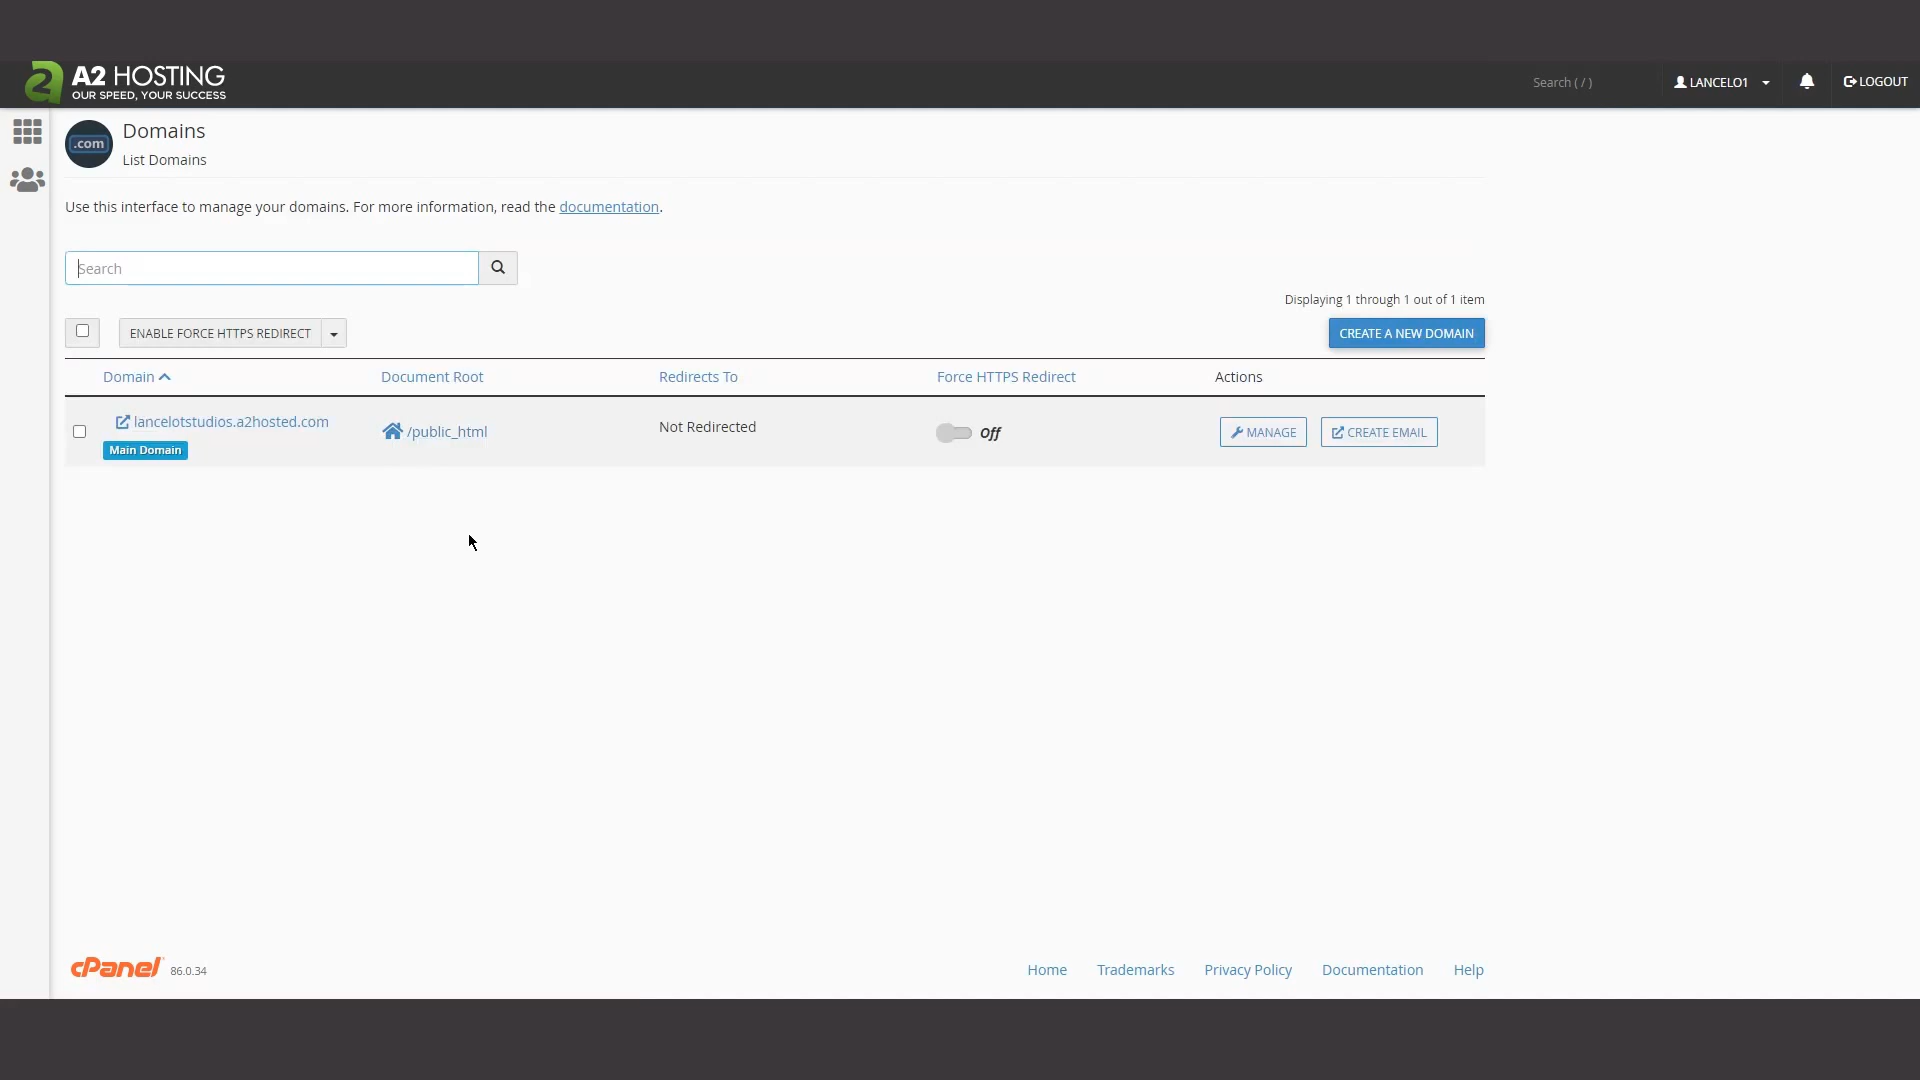 A2 HOSTING
OUR SPEED, YOUR SUCCESS
Search ( / )
LANCELO1
LOGOUT
.com
Domains
List Domains
Use this interface to manage your domains. For more information, read the documentation.
Search
Displaying 1 through 1 out of 1 item
ENABLE FORCE HTTPS REDIRECT
CREATE A NEW DOMAIN
Domain
Document Root
Redirects To
Force HTTPS Redirect
Actions
lancelotstudios.a2hosted.com
Main Domain
/public_html
Not Redirected
Off
MANAGE
CREATE EMAIL
cPanel 86.0.34
Home
Trademarks
Privacy Policy
Documentation
Help